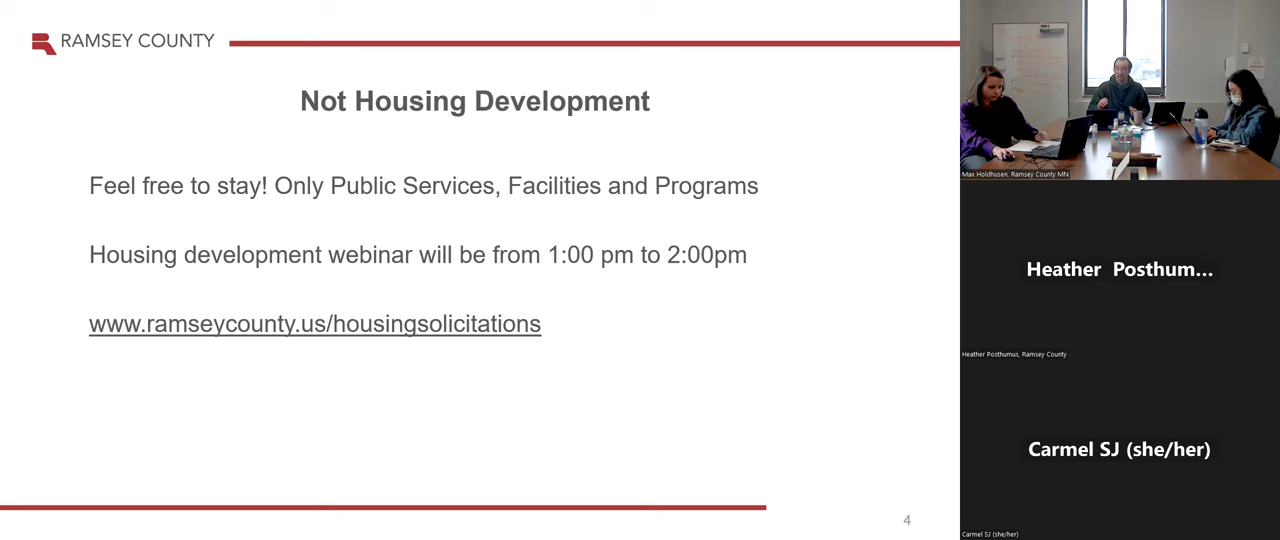 RAMSEY COUNTY
Not Housing Development
Feel free to stay! Only Public Services, Facilities and Programs
Housing development webinar will be from 1:00 pm to 2:00pm
www.ramseycounty.us/housingsolicitations
4
Max Holdhusen, Ramsey County MN
Heather Posthum...
Heather Posthumus, Ramsey County
Carmel SJ (she/her)
Carmel SJ (she/her)